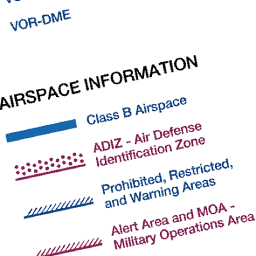 VOR-DME
AIRSPACE INFORMATION
Class B Airspace
ADIZ - Air Defense
Identification Zone
Prohibited, Restricted,
and Warning Areas
Alert Area and MOA -
Military Operations Area